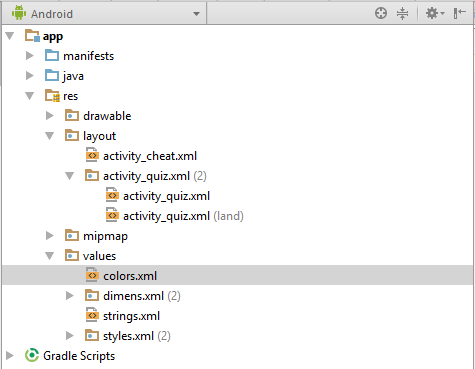 Android
app
manifests
java
res
drawable
layout
activity_cheat.xml
activity_quiz.xml (2)
activity_quiz.xml
activity_quiz.xml (land)
mipmap
values
colors.xml
dimens.xml (2)
strings.xml
styles.xml (2)
Gradle Scripts